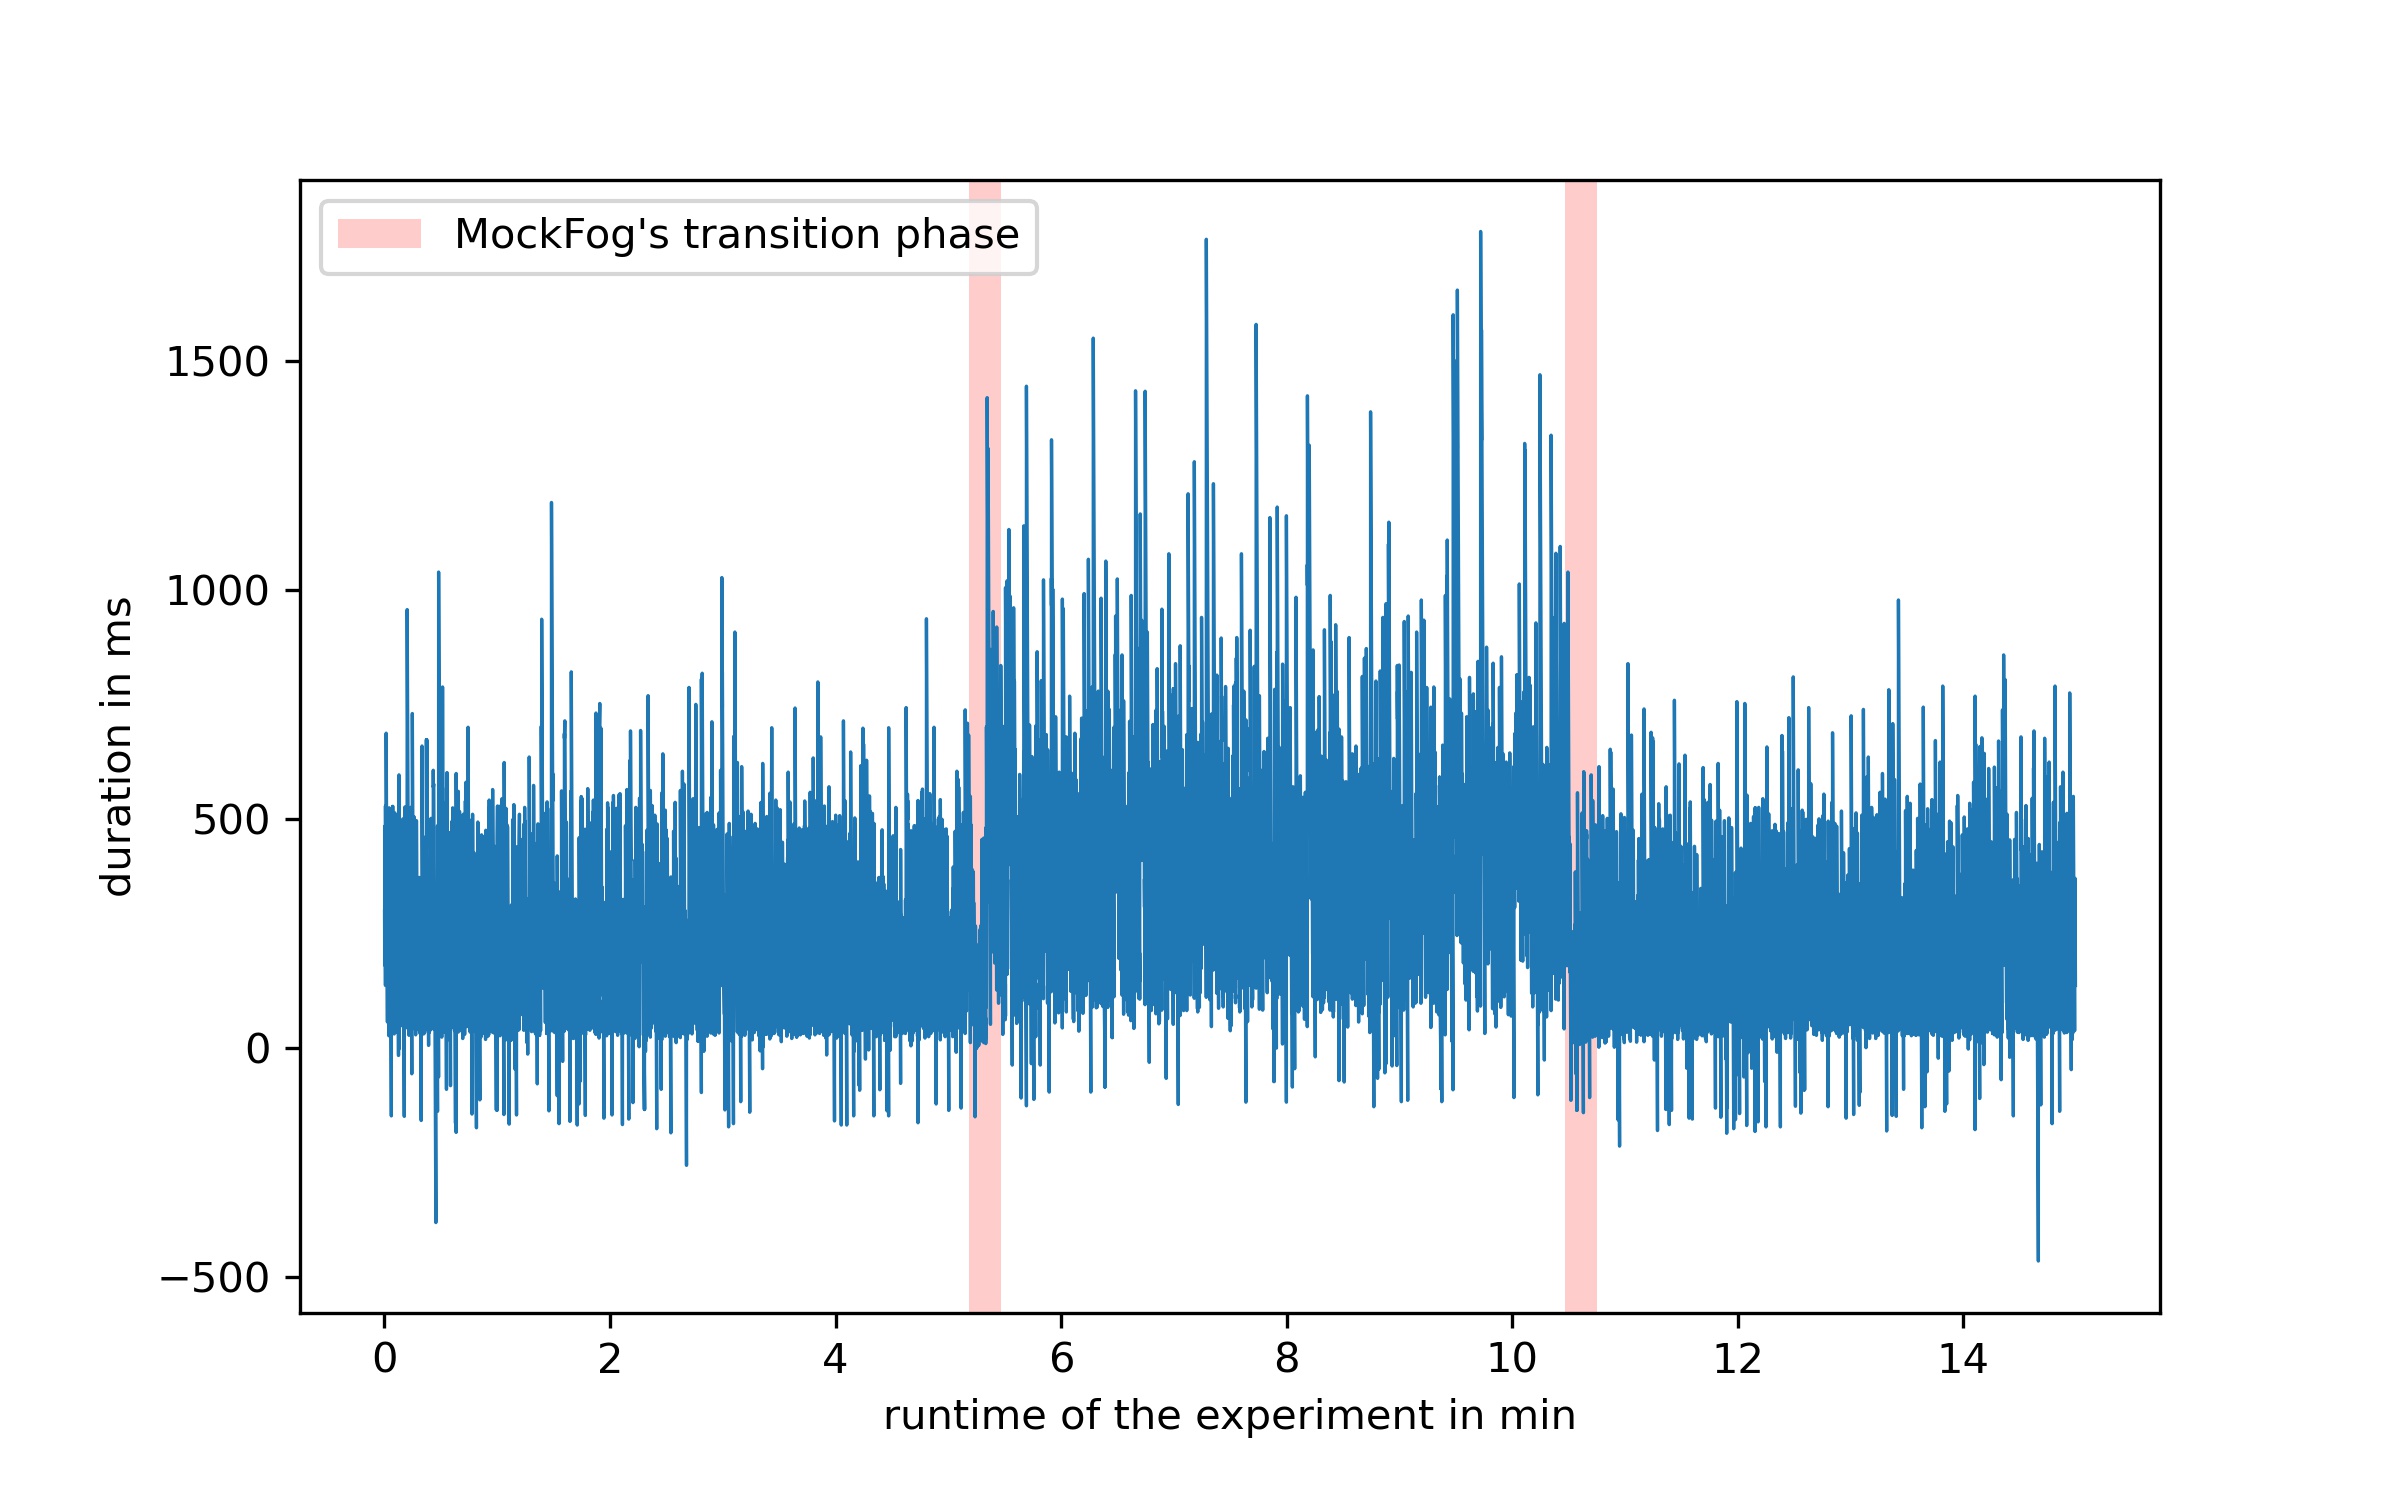 MockFog's transition phase
1500
1000
500
0
−500
duration in ms
0 2 4 6 8 10 12 14
runtime of the experiment in min